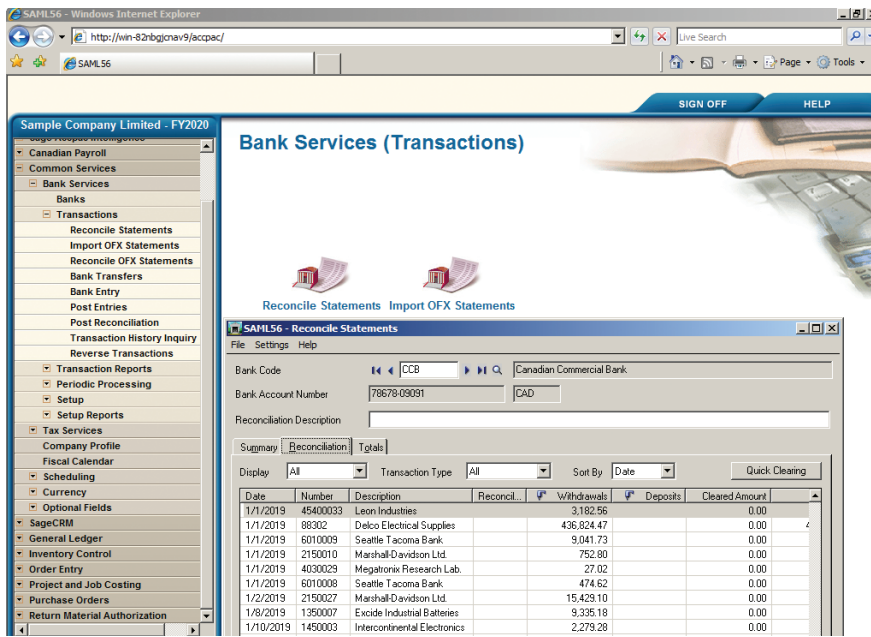 SAML56 - Windows Internet Explorer
http://win-82nbgjcnav9/accpac/
Live Search
SAML56
Page Tools
SIGN OFF HELP
Sample Company Limited - FY2020
Canadian Payroll
Common Services
Bank Services
Banks
Transactions
Reconcile Statements
Import OFX Statements
Reconcile OFX Statements
Bank Transfers
Bank Entry
Post Entries
Post Reconciliation
Transaction History Inquiry
Reverse Transactions
Transaction Reports
Periodic Processing
Setup
Setup Reports
Tax Services
Company Profile
Fiscal Calendar
Scheduling
Currency
Optional Fields
SageCRM
General Ledger
Inventory Control
Order Entry
Project and Job Costing
Purchase Orders
Return Material Authorization
Bank Services (Transactions)
Reconcile Statements Import OFX Statements
SAML56 - Reconcile Statements
File Settings Help
Bank Code CCB Canadian Commercial Bank
Bank Account Number 78678-09091 CAD
Reconciliation Description
Summary Reconciliation Totals
Display All Transaction Type All Sort By Date Quick Clearing
Date Number Description Reconcil... Withdrawals Deposits Cleared Amount
1/1/2019 45400033 Leon Industries 3,182.56 0.00
1/1/2019 88302 Delco Electrical Supplies 436,824.47 0.00
1/1/2019 6010009 Seattle Tacoma Bank 9,041.73 0.00
1/1/2019 2150010 Marshall-Davidson Ltd. 752.80 0.00
1/1/2019 4030029 Megatronix Research Lab. 27.02 0.00
1/1/2019 6010008 Seattle Tacoma Bank 474.62 0.00
1/2/2019 2150027 Marshall-Davidson Ltd. 15,429.10 0.00
1/8/2019 1350007 Excide Industrial Batteries 9,335.18 0.00
1/10/2019 1450003 Intercontinental Electronics 2,279.28 0.00